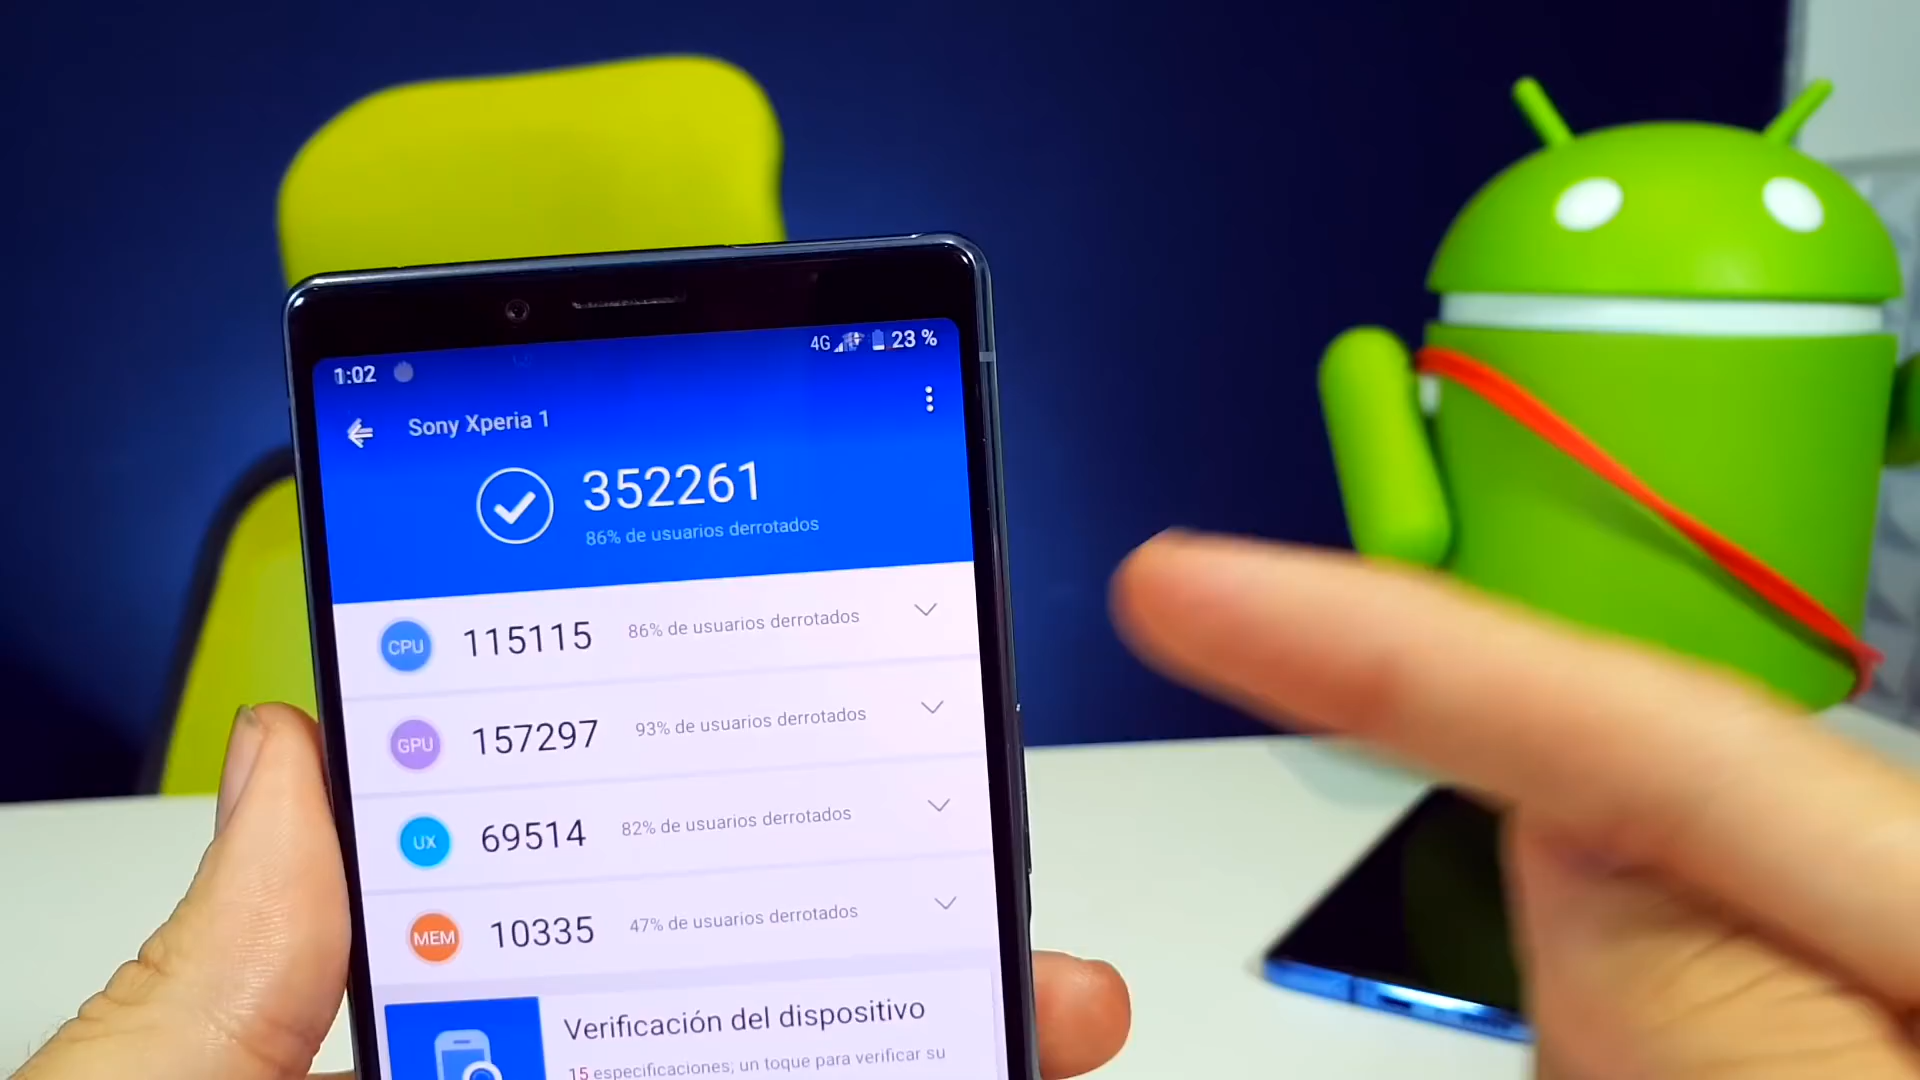 1:02 4G 23 %
Sony Xperia 1
352261
86% de usuarios derrotados
CPU 115115 86% de usuarios derrotados
GPU 157297 93% de usuarios derrotados
UX 69514 82% de usuarios derrotados
MEM 10335 47% de usuarios derrotados
Verificación del dispositivo
15 especificaciones; un toque para verificar su